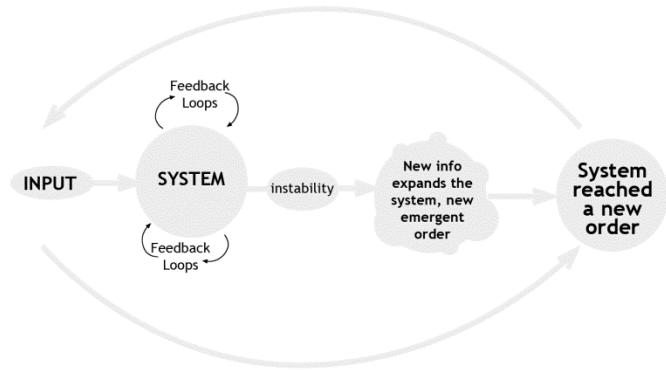 Feedback
Loops
INPUT
SYSTEM
instability
New info
expands the
system, new
emergent
order
System
reached
a new
order
Feedback
Loops